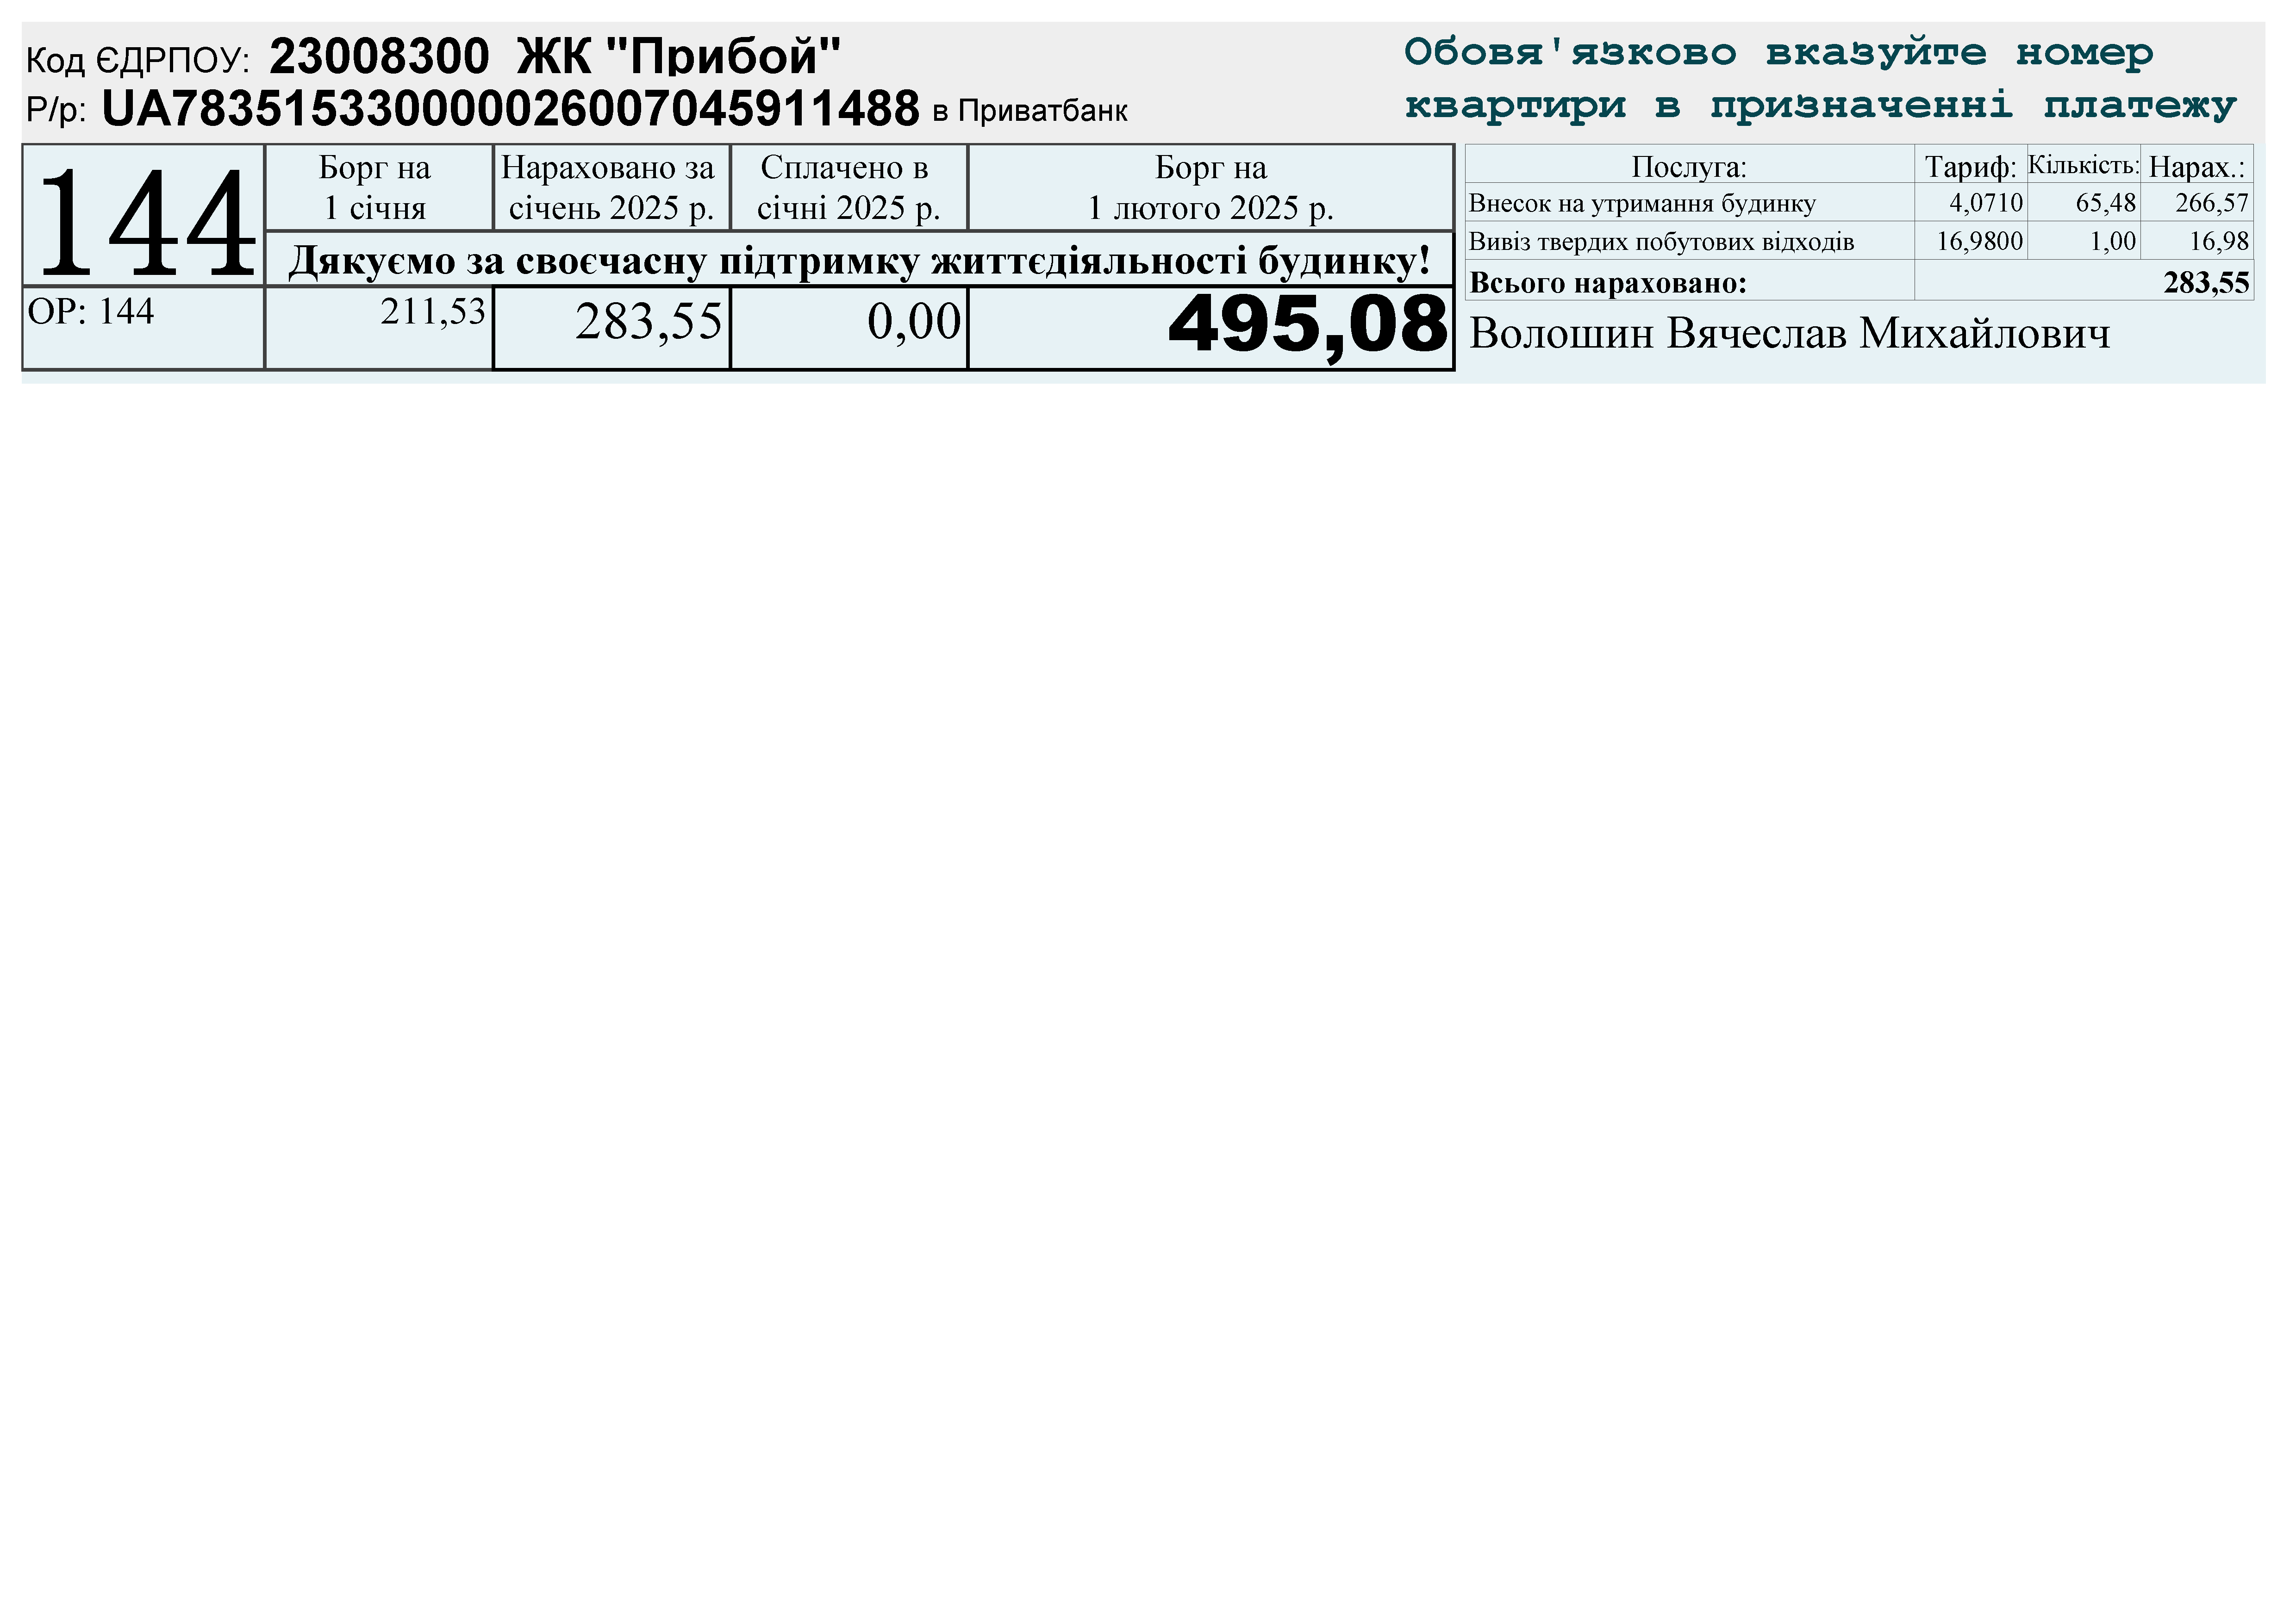 Код ЄДРПОУ: 23008300 ЖК "Прибой"
Р/р: UA783515330000026007045911488 в Приватбанк
Обовя'язково вказуйте номер
квартири в призначенні платежу
144
Борг на
1 січня
Нараховано за
січень 2025 р.
Сплачено в
січні 2025 р.
Борг на
1 лютого 2025 р.
Дякуємо за своєчасну підтримку життєдіяльності будинку!
ОР: 144 211,53 283,55 0,00 495,08
Послуга: Тариф: Кількість: Нарах.:
Внесок на утримання будинку 4,0710 65,48 266,57
Вивіз твердих побутових відходів 16,9800 1,00 16,98
Всього нараховано: 283,55
Волошин Вячеслав Михайлович